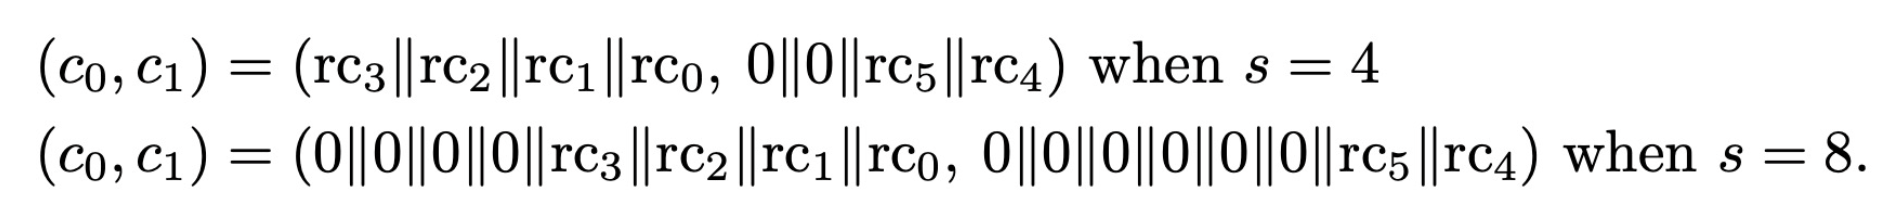 (c₀, c₁) = (rc₃||rc₂||rc₁||rc₀, 0||0||rc₅||rc₄) when s = 4
(c₀, c₁) = (0||0||0||0||rc₃||rc₂||rc₁||rc₀, 0||0||0||0||0||0||rc₅||rc₄) when s = 8.